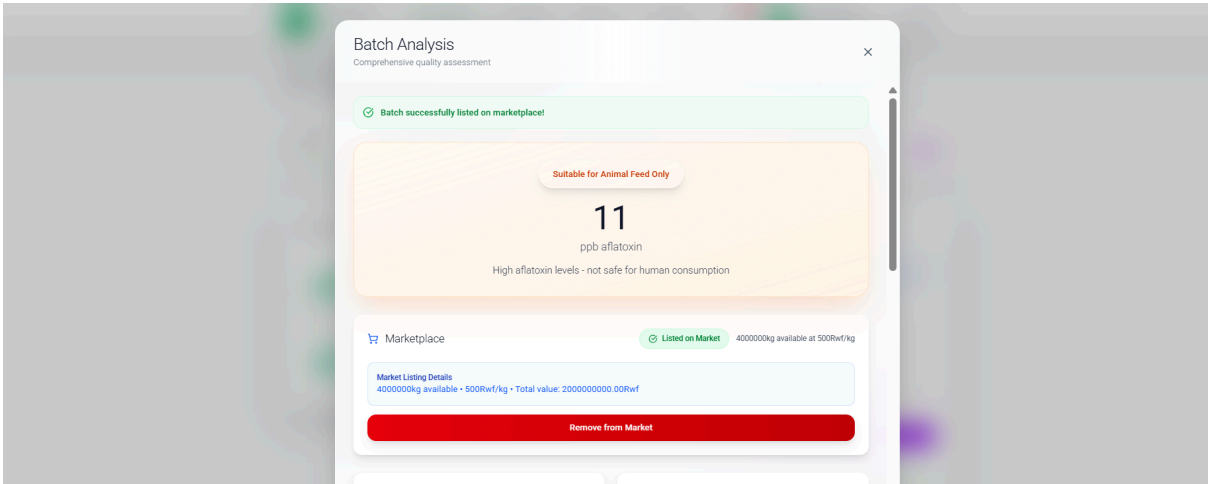 Batch Analysis
Comprehensive quality assessment
Batch successfully listed on marketplace!
Suitable for Animal Feed Only
11
ppb aflatoxin
High aflatoxin levels - not safe for human consumption
Marketplace
Listed on Market
4000000kg available at 500Rwf/kg
Market Listing Details
4000000kg available • 500Rwf/kg • Total value: 2000000000.00Rwf
Remove from Market